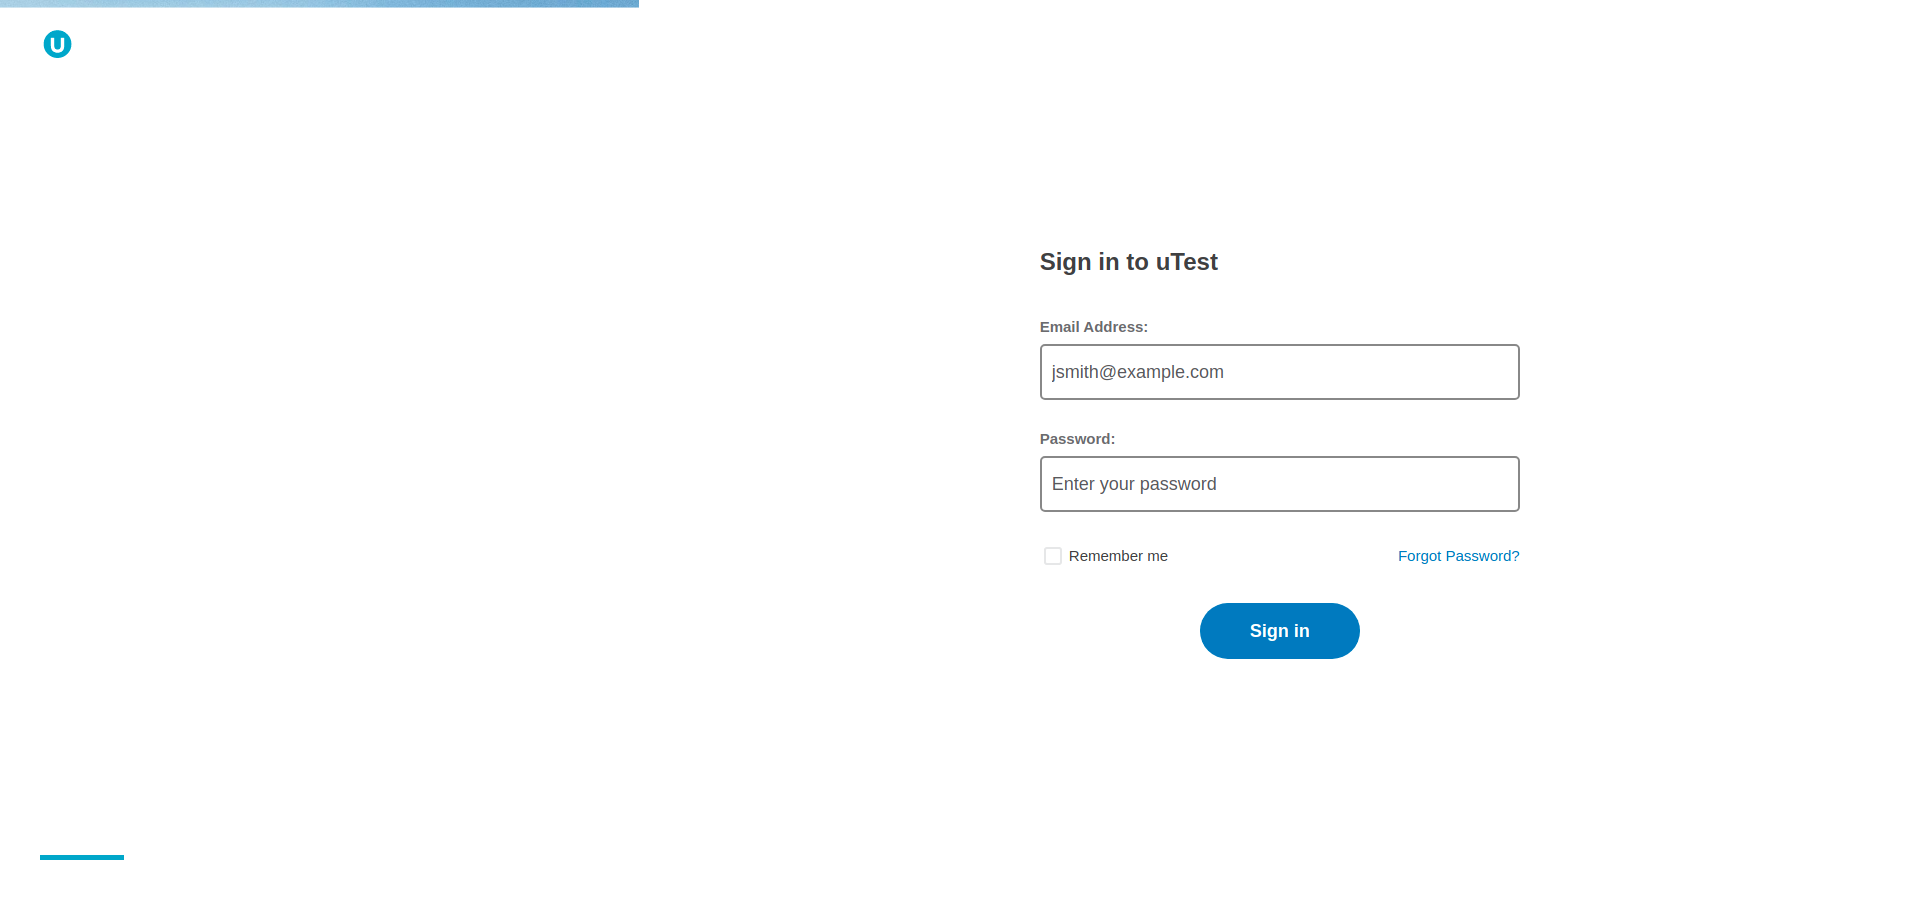 U
Sign in to uTest
Email Address:
jsmith@example.com
Password:
Enter your password
Remember me
Forgot Password?
Sign in